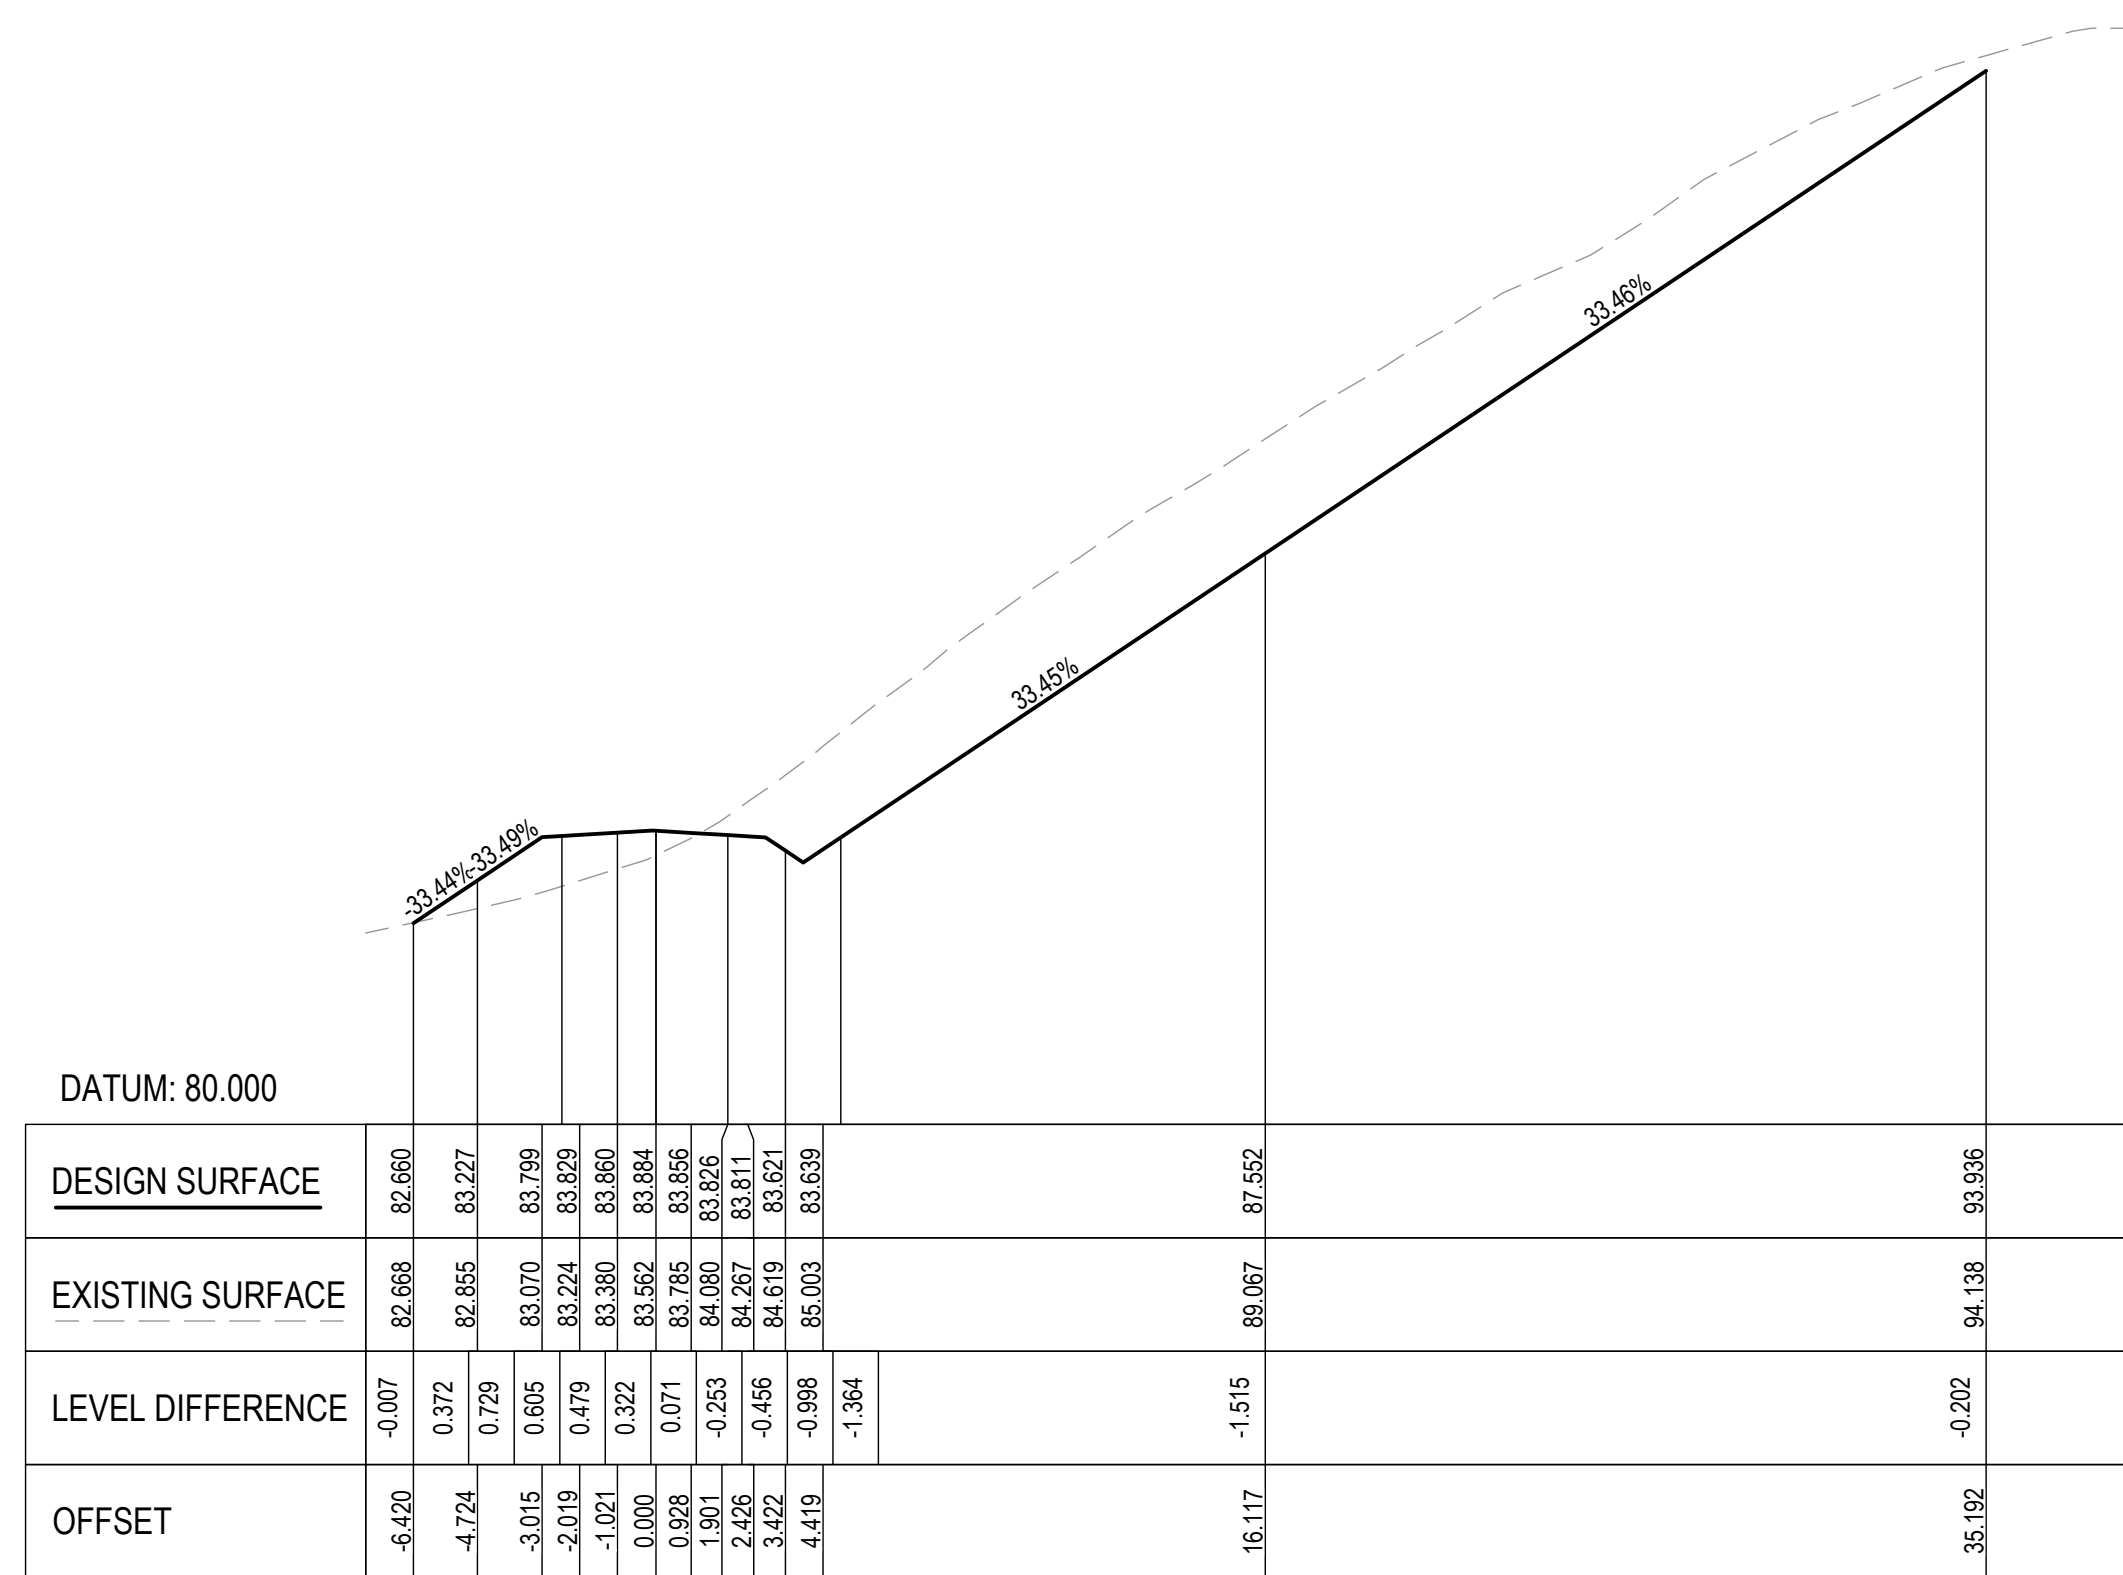 33.46%
33.45%
-33.49%
-33.44%
DATUM: 80.000
DESIGN SURFACE 82.660 83.227 83.799 83.829 83.860 83.884 83.856 83.826 83.811 83.621 83.639 87.552 93.936
EXISTING SURFACE 82.668 82.855 83.070 83.224 83.380 83.562 83.785 84.080 84.267 84.619 85.003 89.067 94.138
LEVEL DIFFERENCE -0.007 0.372 0.729 0.605 0.479 0.322 0.071 -0.253 -0.456 -0.998 -1.364 -1.515 -0.202
OFFSET -6.420 -4.724 -3.015 -2.019 -1.021 0.000 0.928 1.901 2.426 3.422 4.419 16.117 35.192